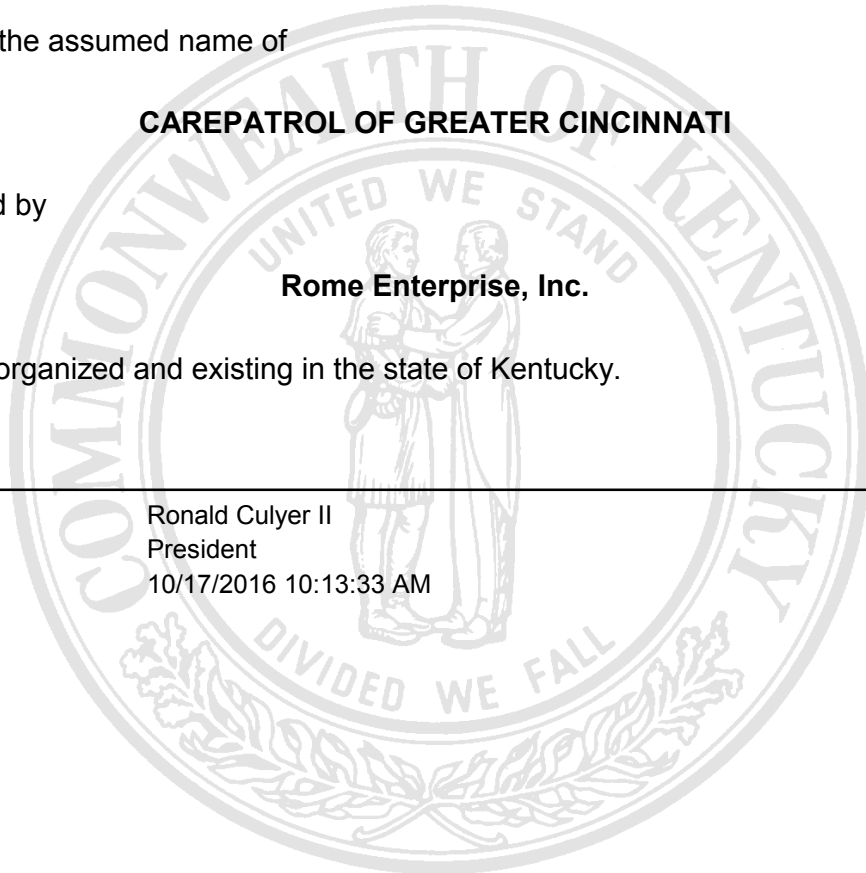 the assumed name of
CAREPATROL OF GREATER CINCINNATI
d by
Rome Enterprise, Inc.
organized and existing in the state of Kentucky.
Ronald Culyer II
President
10/17/2016 10:13:33 AM
COMMONWEALTH OF KENTUCKY
UNITED WE STAND
DIVIDED WE FALL